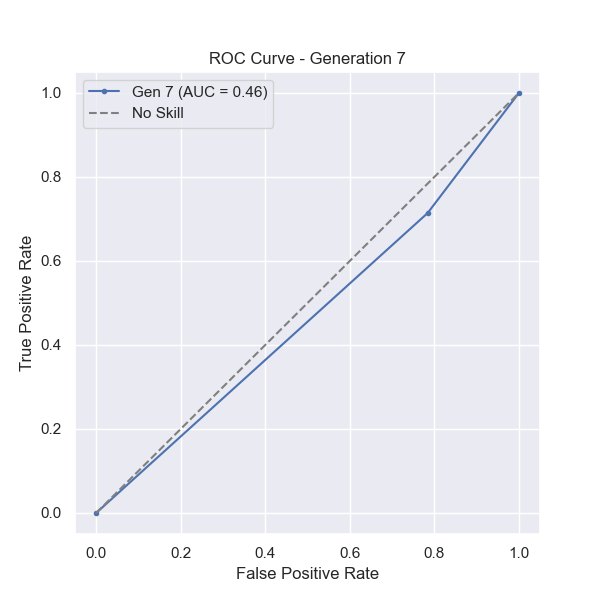 ROC Curve - Generation 7
Gen 7 (AUC = 0.46)
No Skill
1.0
0.8
0.6
0.4
0.2
0.0
True Positive Rate
0.0 0.2 0.4 0.6 0.8 1.0
False Positive Rate